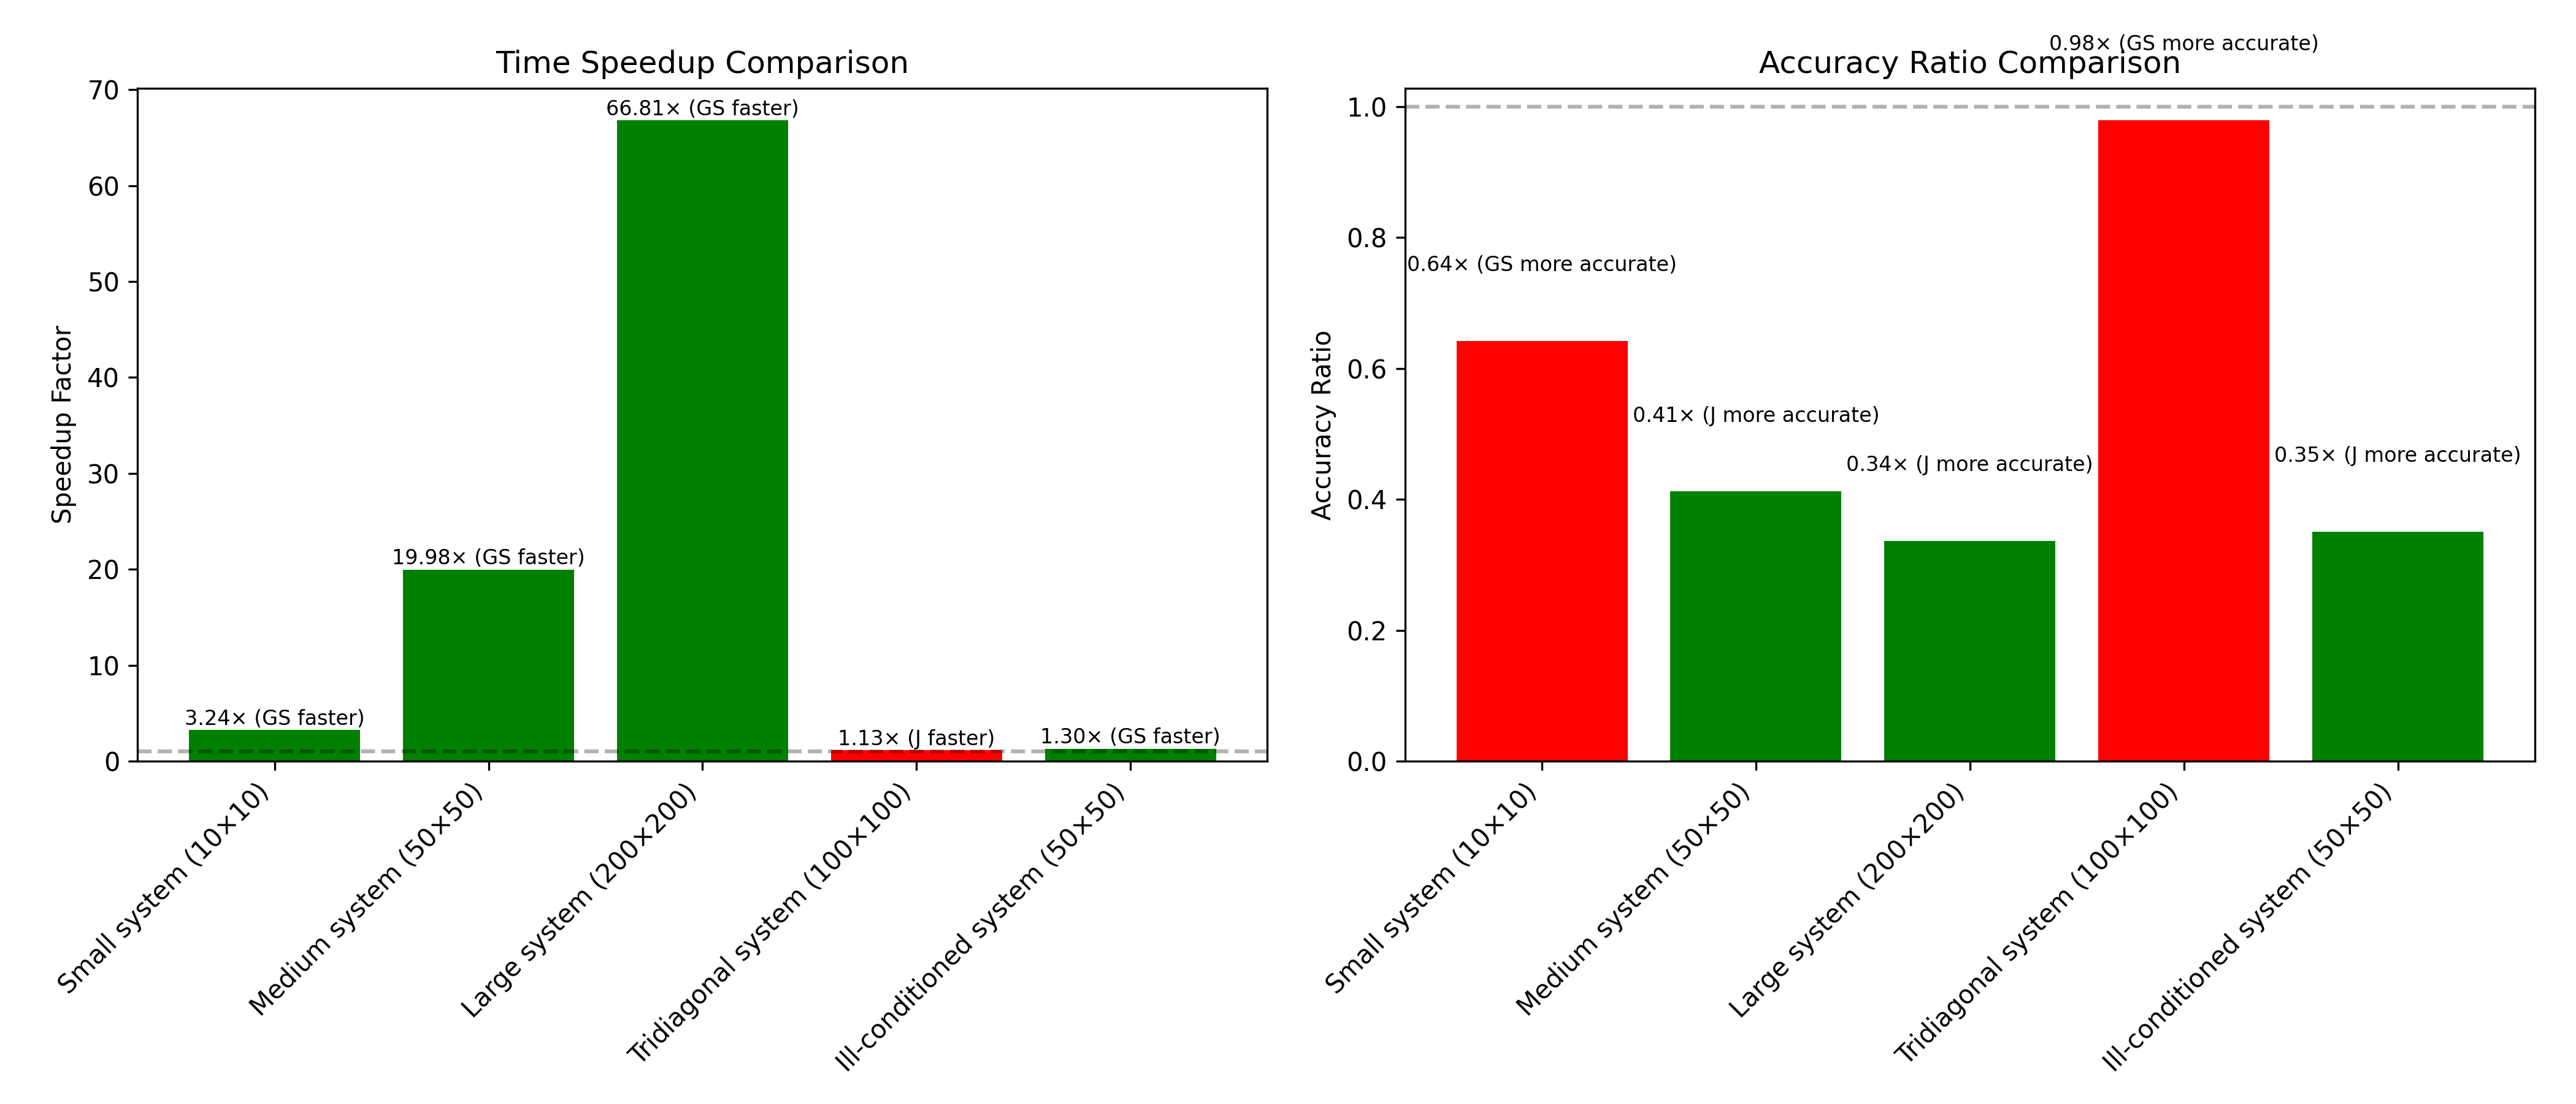 Time Speedup Comparison
Speedup Factor
70
60
50
40
30
20
10
0
3.24× (GS faster)
19.98× (GS faster)
66.81× (GS faster)
1.13× (J faster)
1.30× (GS faster)
Small system (10×10)
Medium system (50×50)
Large system (200×200)
Tridiagonal system (100×100)
Ill-conditioned system (50×50)
Accuracy Ratio Comparison
Accuracy Ratio
1.0
0.8
0.6
0.4
0.2
0.0
0.64× (GS more accurate)
0.41× (J more accurate)
0.34× (J more accurate)
0.98× (GS more accurate)
0.35× (J more accurate)
Small system (10×10)
Medium system (50×50)
Large system (200×200)
Tridiagonal system (100×100)
Ill-conditioned system (50×50)